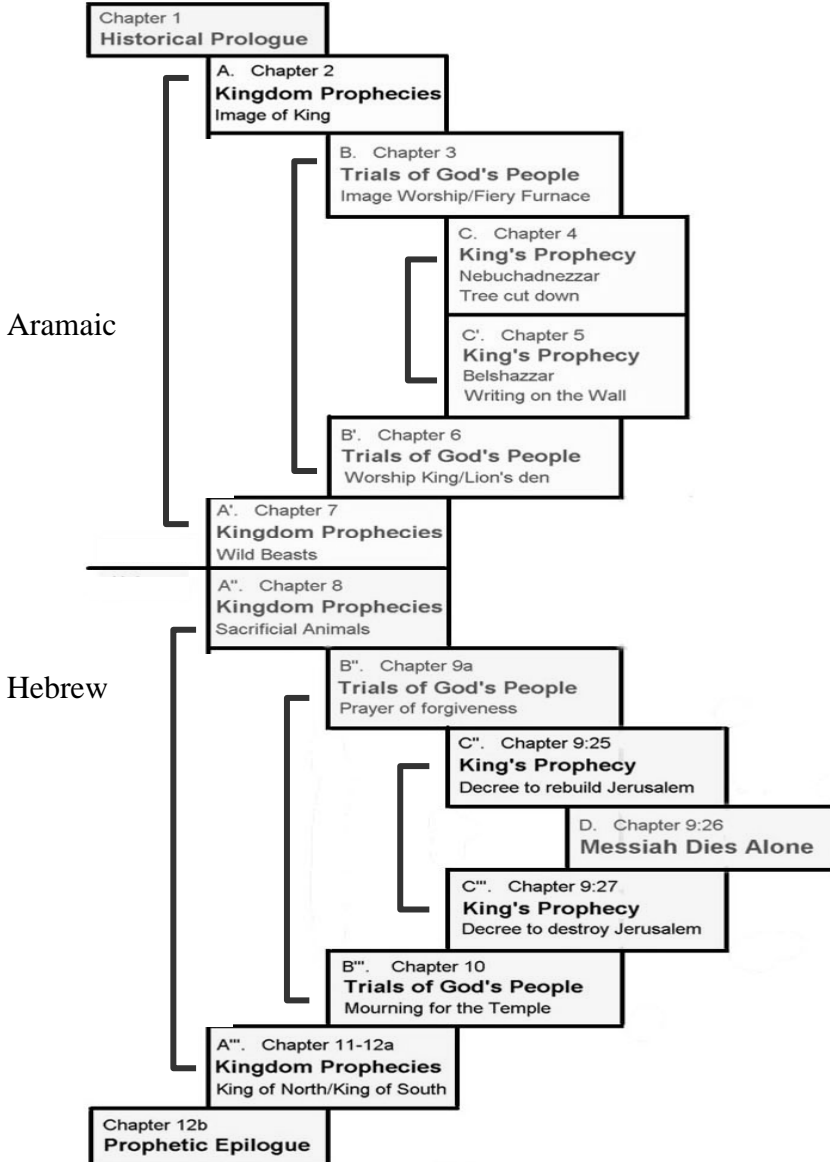 Chapter 1
Historical Prologue
A. Chapter 2
Kingdom Prophecies
Image of King
B. Chapter 3
Trials of God's People
Image Worship/Fiery Furnace
C. Chapter 4
King's Prophecy
Nebuchadnezzar
Tree cut down
Aramaic
C'. Chapter 5
King's Prophecy
Belshazzar
Writing on the Wall
B'. Chapter 6
Trials of God's People
Worship King/Lion's den
A'. Chapter 7
Kingdom Prophecies
Wild Beasts
A". Chapter 8
Kingdom Prophecies
Sacrificial Animals
Hebrew
B". Chapter 9a
Trials of God's People
Prayer of forgiveness
C". Chapter 9:25
King's Prophecy
Decree to rebuild Jerusalem
D. Chapter 9:26
Messiah Dies Alone
C"'. Chapter 9:27
King's Prophecy
Decree to destroy Jerusalem
B"'. Chapter 10
Trials of God's People
Mourning for the Temple
A"'. Chapter 11-12a
Kingdom Prophecies
King of North/King of South
Chapter 12b
Prophetic Epilogue